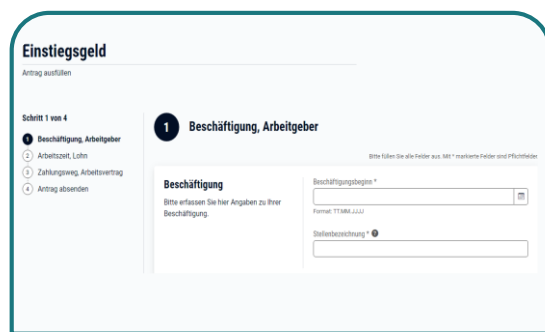 Einstiegsgeld
Antrag ausfüllen
Schritt 1 von 4
1 Beschäftigung, Arbeitgeber
2 Arbeitszeit, Lohn
3 Zahlungsweg, Arbeitsvertrag
4 Antrag absenden
1 Beschäftigung, Arbeitgeber
Bitte füllen Sie alle Felder aus. Mit * markierte Felder sind Pflichtfelder
Beschäftigung
Bitte erfassen Sie hier Angaben zu Ihrer
Beschäftigung.
Beschäftigungsbeginn *
Format: TT.MM.JJJJ
Stellenbezeichnung * ?